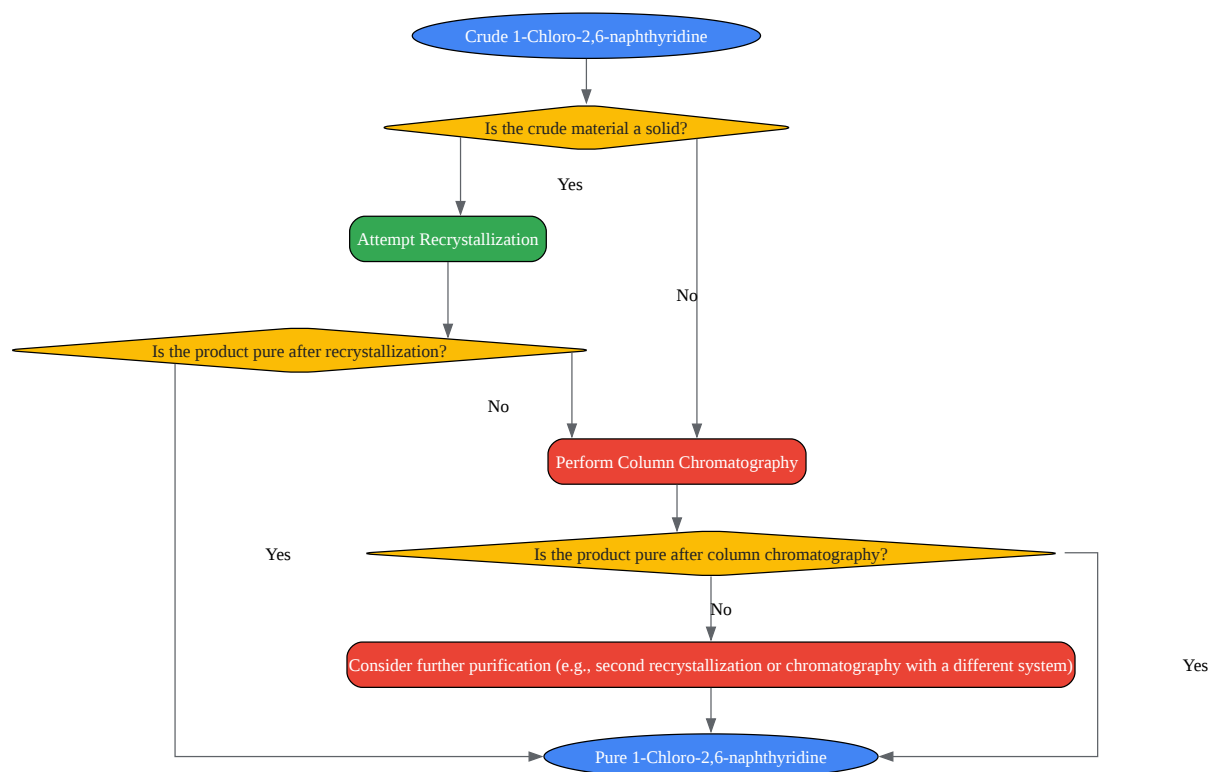 Crude 1-Chloro-2,6-naphthyridine
Is the crude material a solid?
Yes
Attempt Recrystallization
No
Is the product pure after recrystallization?
No
Perform Column Chromatography
Yes
Is the product pure after column chromatography?
No
Consider further purification (e.g., second recrystallization or chromatography with a different system)
Yes
Pure 1-Chloro-2,6-naphthyridine